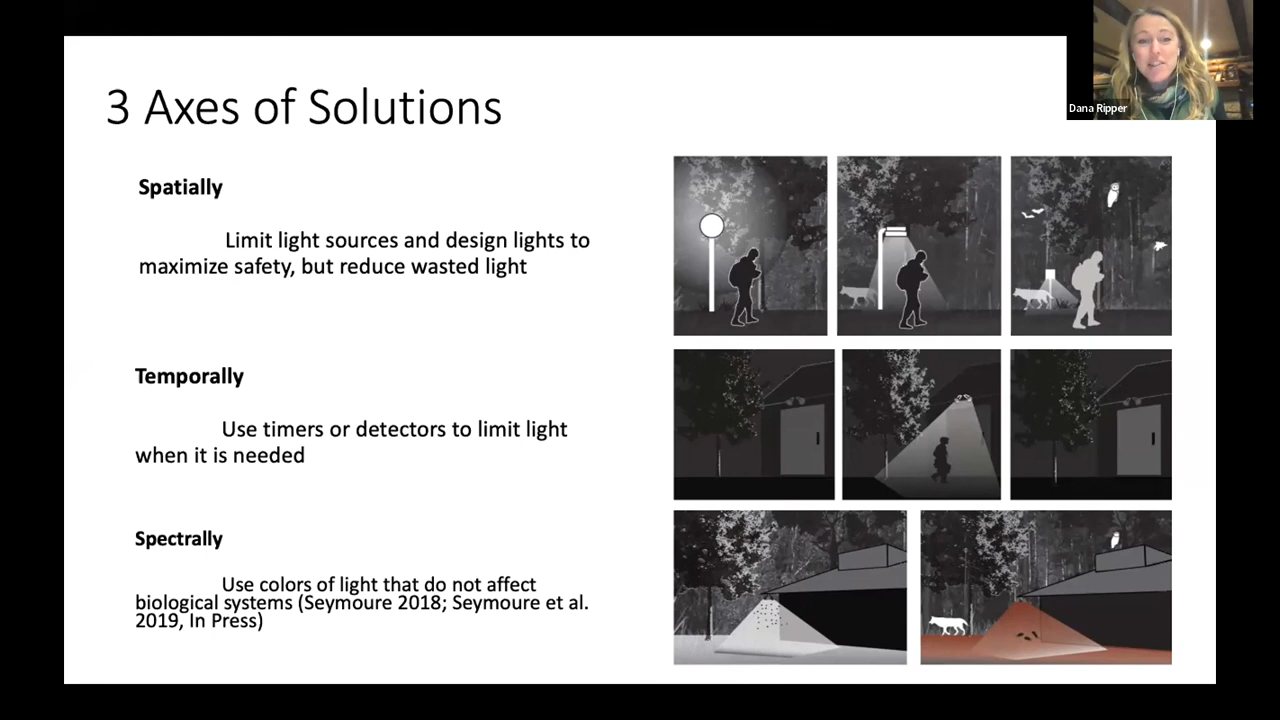 3 Axes of Solutions
Dana Ripper
Spatially
Limit light sources and design lights to
maximize safety, but reduce wasted light
Temporally
Use timers or detectors to limit light
when it is needed
Spectrally
Use colors of light that do not affect
biological systems (Seymoure 2018; Seymoure et al.
2019, In Press)